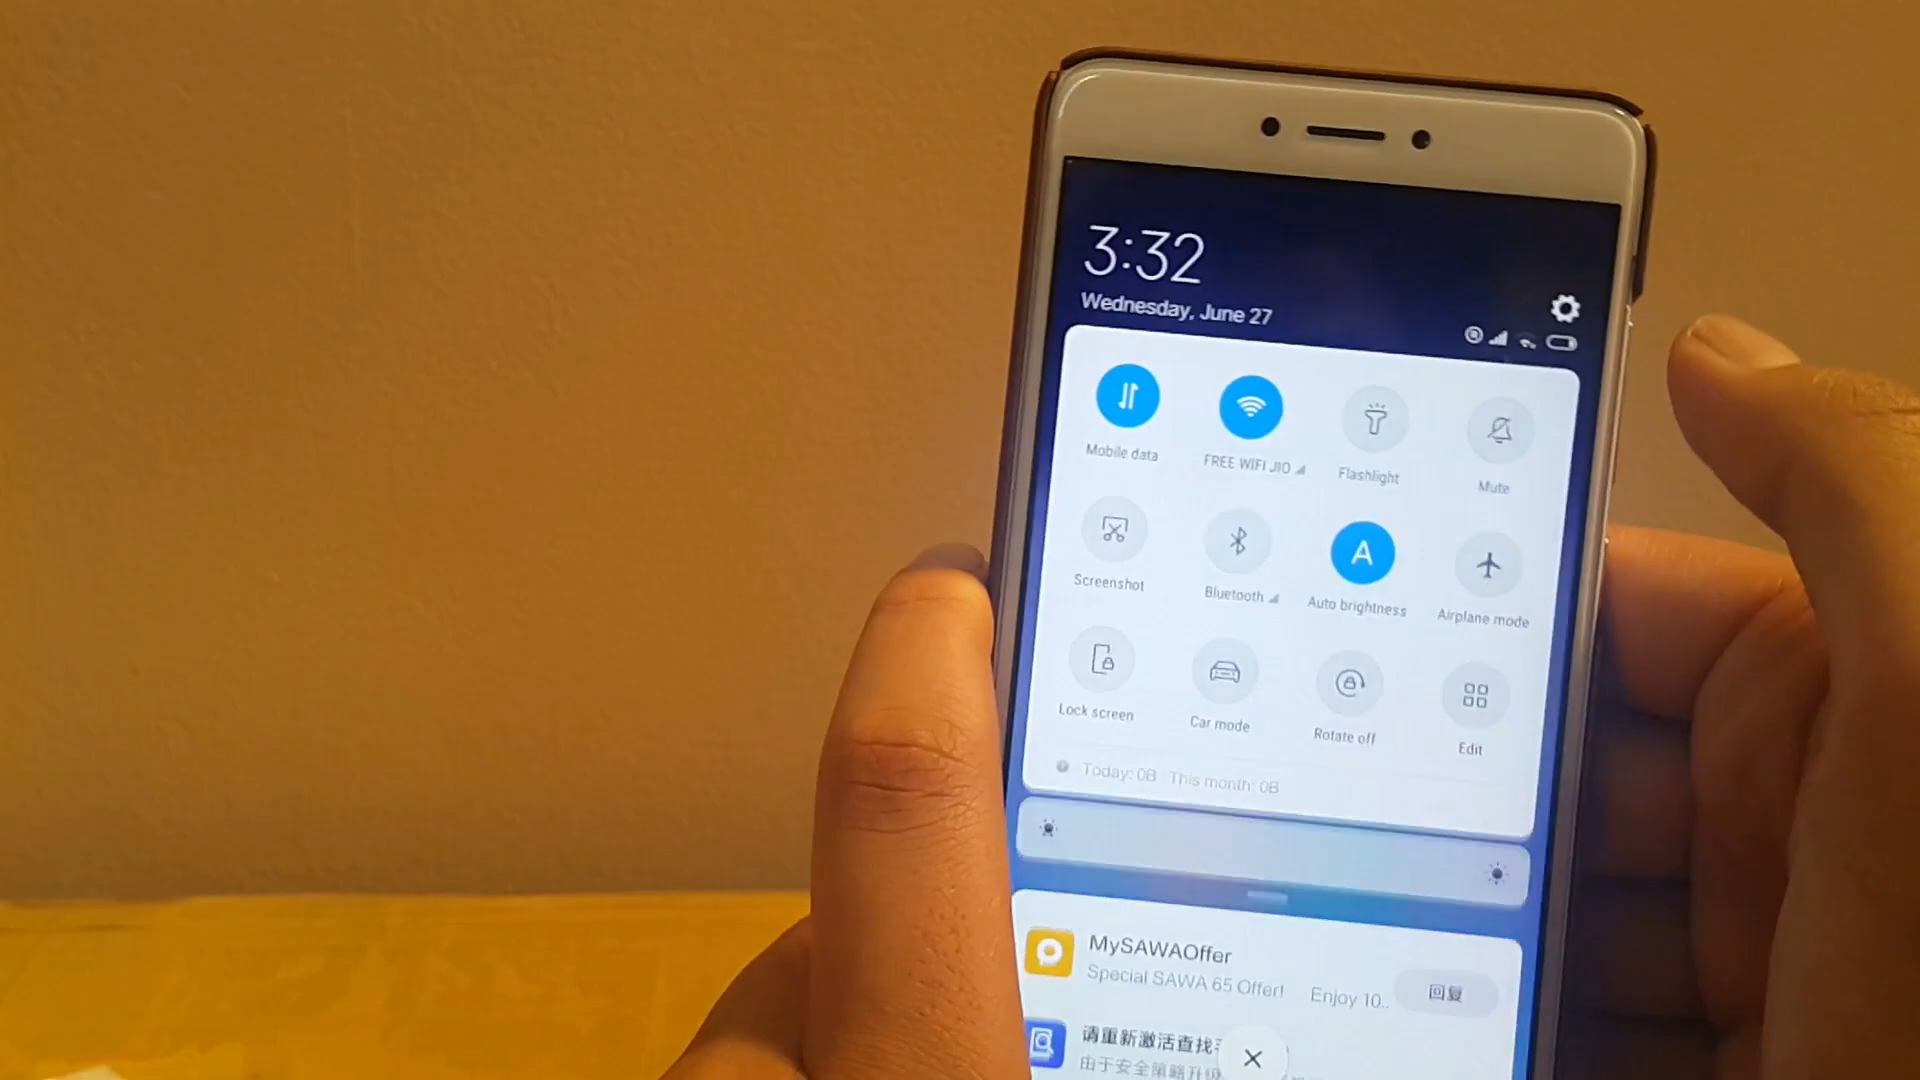 3:32
Wednesday, June 27
Mobile data
FREE WIFI JIO
Flashlight
Mute
Screenshot
Bluetooth
A
Auto brightness
Airplane mode
Lock screen
Car mode
Rotate off
Edit
Today: 0B This month: 0B
MySAWAOffer
Special SAWA 65 Offer! Enjoy 10..
回复
请重新激活查找
由于安全策略升级